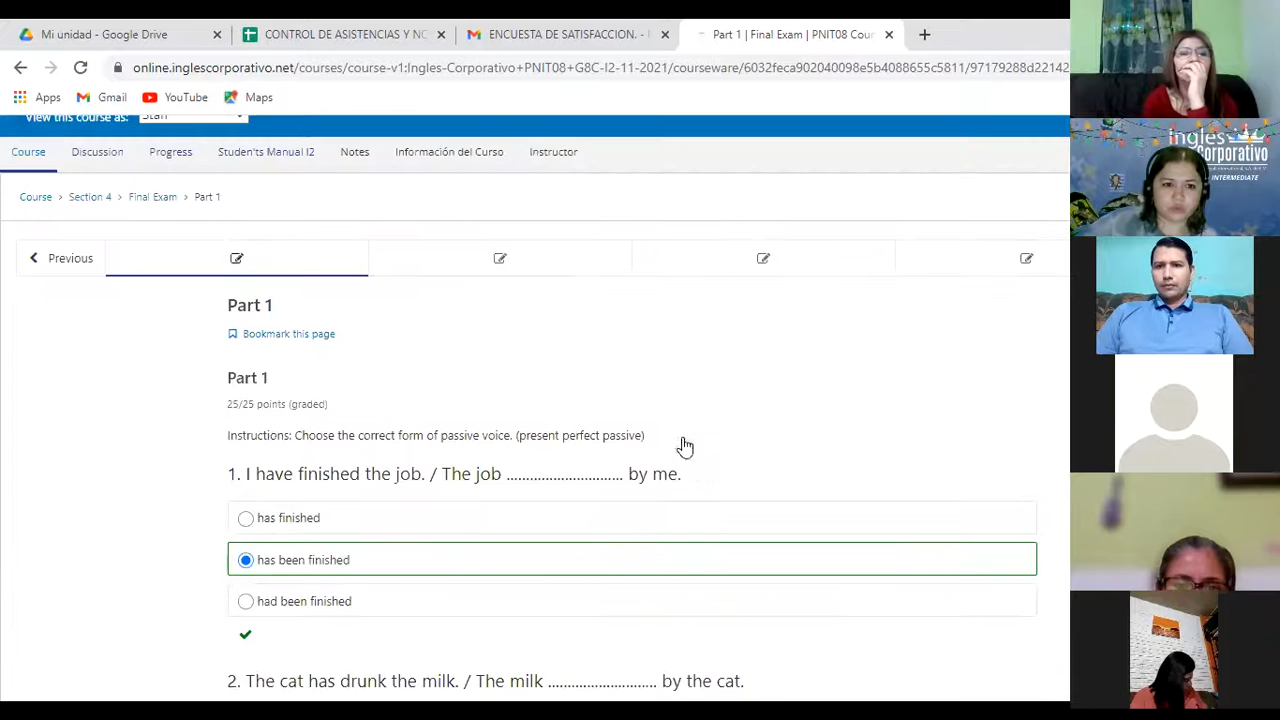 Mi unidad - Google Drive
CONTROL DE ASISTENCIAS Y NO
ENCUESTA DE SATISFACCION. -
Part 1 | Final Exam | PNIT08 Cour
online.inglescorporativo.net/courses/course-v1:Ingles-Corporativo+PNIT08+G8C-I2-11-2021/courseware/6032feca902040098e5b4088655c5811/97179288d22142
Apps
Gmail
YouTube
Maps
View this course as:
Staff
Course
Discussion
Progress
Studen'ts Manual I2
Notes
Información del Curso
Instructor
Course > Section 4 > Final Exam > Part 1
Previous
Part 1
Bookmark this page
Part 1
25/25 points (graded)
Instructions: Choose the correct form of passive voice. (present perfect passive)
1. I have finished the job. / The job .............................. by me.
has finished
has been finished
had been finished
2. The cat has drunk the milk / The milk ............................ by the cat.
Ingles
Corporativo
INTERMEDIATE